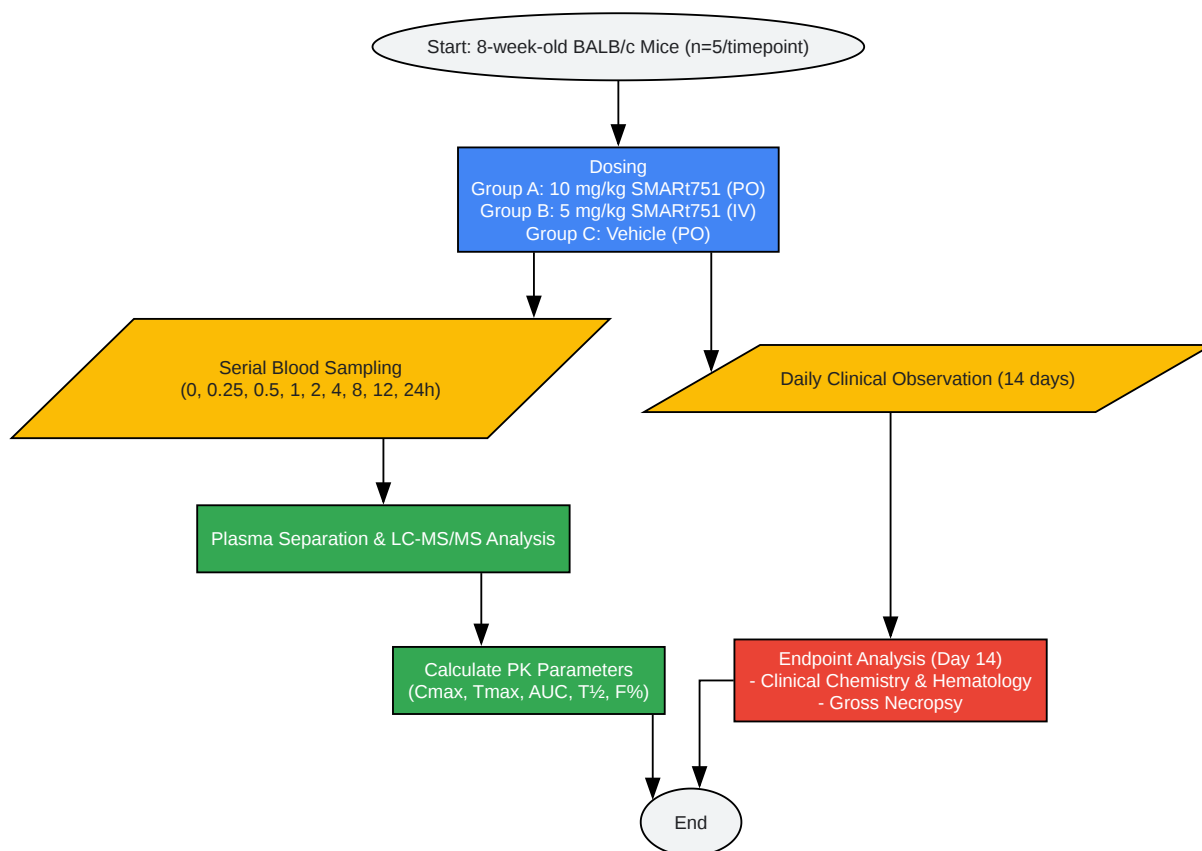 Start: 8-week-old BALB/c Mice (n=5/timepoint)
Dosing
Group A: 10 mg/kg SMARt751 (PO)
Group B: 5 mg/kg SMARt751 (IV)
Group C: Vehicle (PO)
Serial Blood Sampling
(0, 0.25, 0.5, 1, 2, 4, 8, 12, 24h)
Daily Clinical Observation (14 days)
Plasma Separation & LC-MS/MS Analysis
Calculate PK Parameters
(Cmax, Tmax, AUC, T½, F%)
Endpoint Analysis (Day 14)
- Clinical Chemistry & Hematology
- Gross Necropsy
End